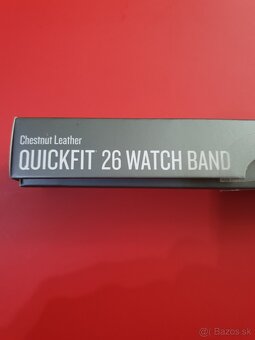 Chestnut Leather
QUICKFIT 26 WATCH BAND
© Bazos.sk